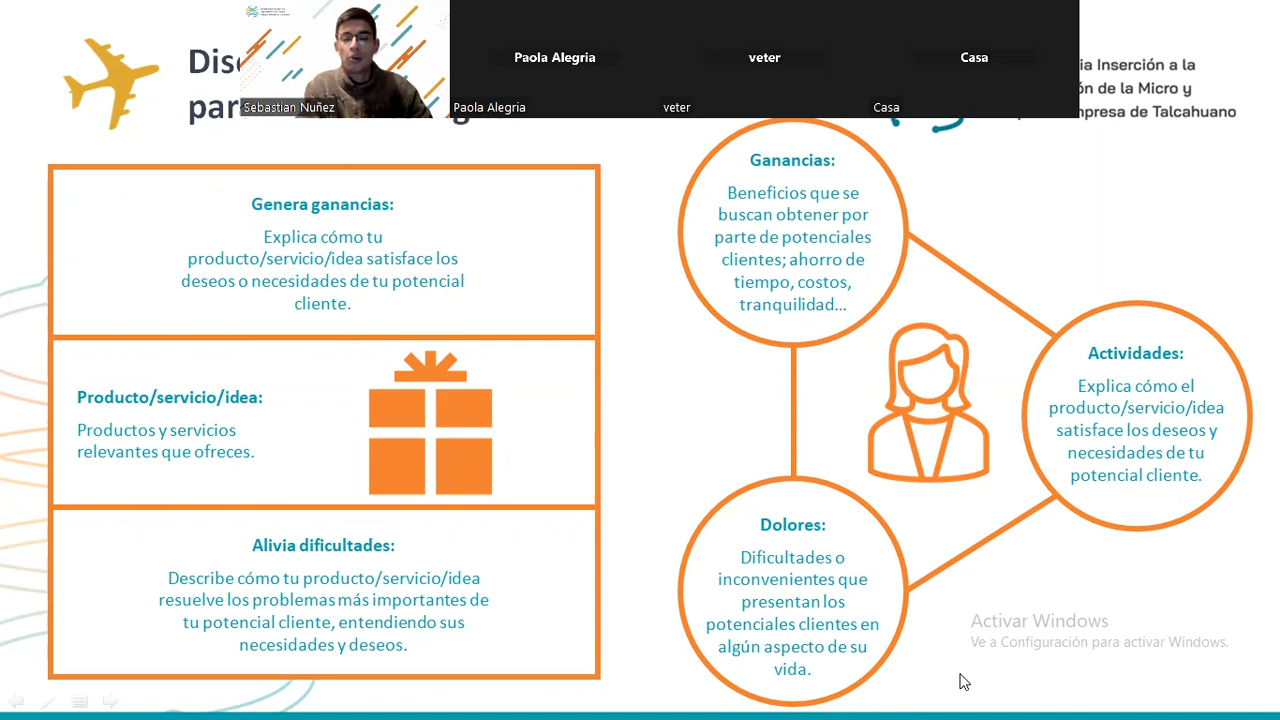 Paola Alegria
veter
Casa
Sebastian Nuñez
Paola Alegria
veter
Casa
ia Inserción a la
ón de la Micro y
mpresa de Talcahuano
Genera ganancias:
Explica cómo tu
producto/servicio/idea satisface los
deseos o necesidades de tu potencial
cliente.
Producto/servicio/idea:
Productos y servicios
relevantes que ofreces.
Alivia dificultades:
Describe cómo tu producto/servicio/idea
resuelve los problemas más importantes de
tu potencial cliente, entendiendo sus
necesidades y deseos.
Ganancias:
Beneficios que se
buscan obtener por
parte de potenciales
clientes; ahorro de
tiempo, costos,
tranquilidad...
Actividades:
Explica cómo el
producto/servicio/idea
satisface los deseos y
necesidades de tu
potencial cliente.
Dolores:
Dificultades o
inconvenientes que
presentan los
potenciales clientes en
algún aspecto de su
vida.
Activar Windows
Ve a Configuración para activar Windows.